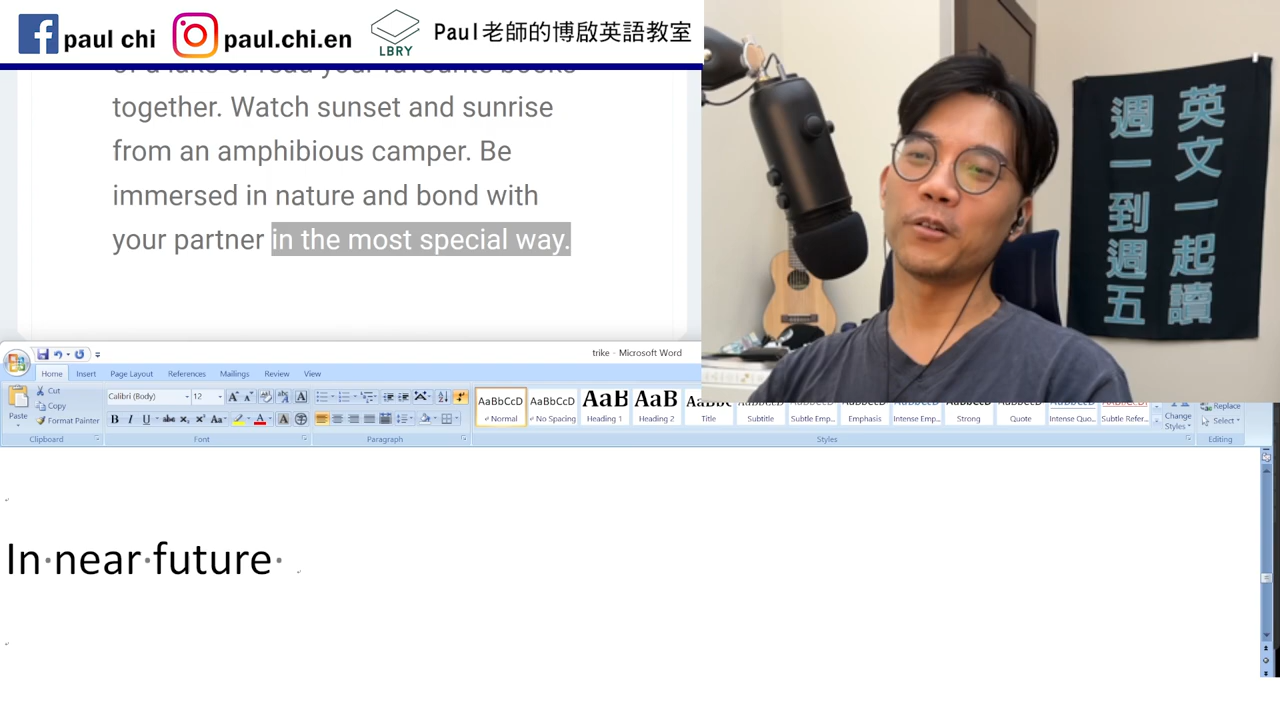 paul chi
paul.chi.en
LBRY
Paul老師的博啟英語教室
together. Watch sunset and sunrise
from an amphibious camper. Be
immersed in nature and bond with
your partner in the most special way.
英文一起讀
週一到週五
trike - Microsoft Word
Home Insert Page Layout References Mailings Review View
Paste
Cut
Copy
Format Painter
Clipboard
Calibri (Body) 12
Font
Paragraph
AaBbCcD AaBbCcD AaB AaB
Normal No Spacing Heading 1 Heading 2 Title Subtitle Subtle Emp... Emphasis Intense Emp... Strong Quote Intense Quo... Subtle Refer...
Change Styles
Styles
Replace
Select
Editing
In near future